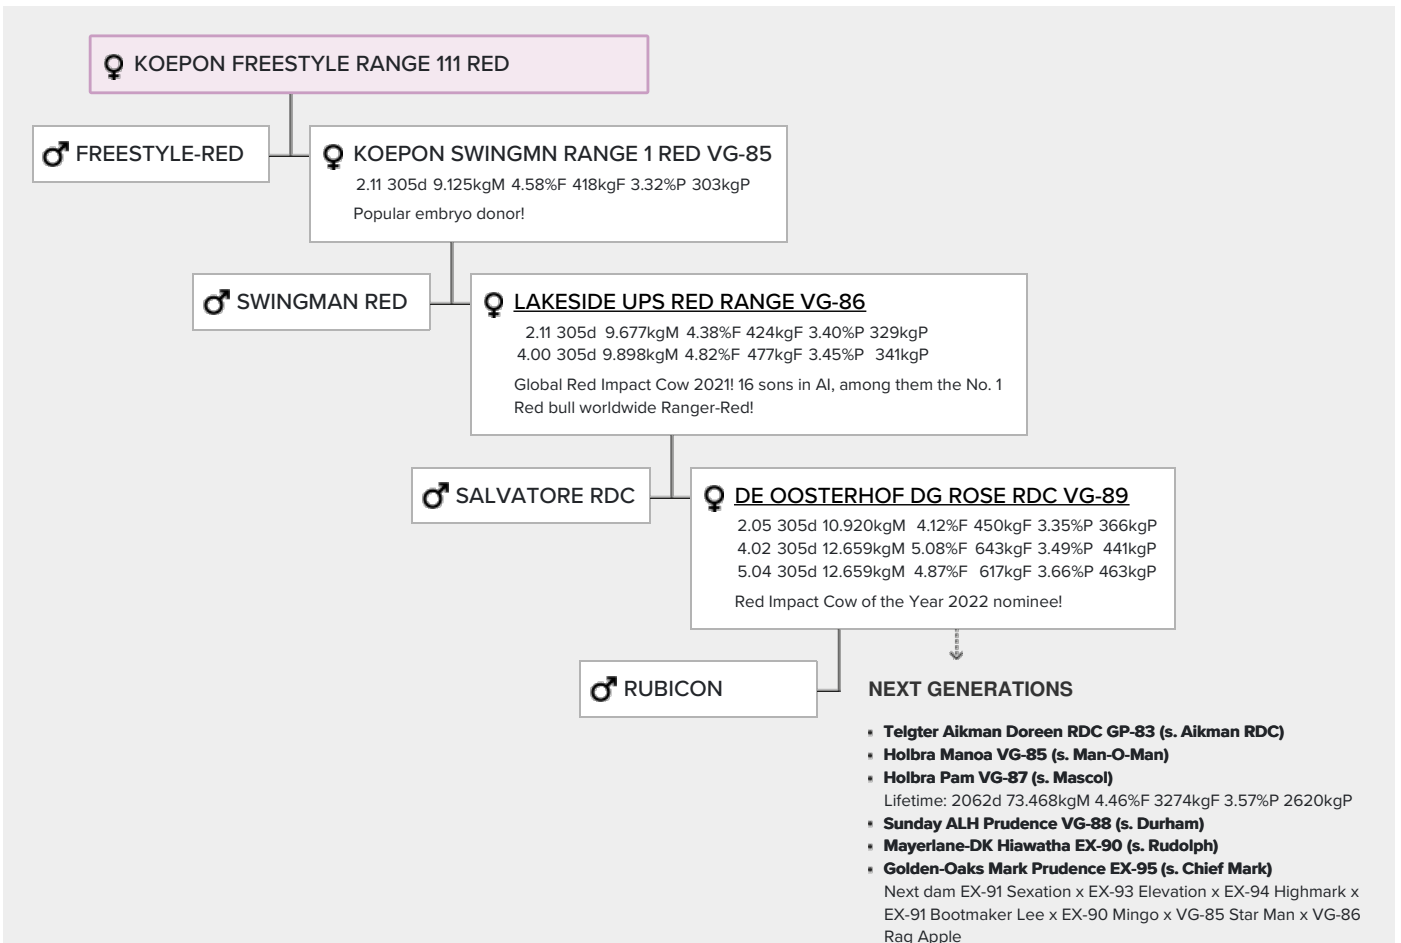 KOEPON FREESTYLE RANGE 111 RED
FREESTYLE-RED
KOEPON SWINGMN RANGE 1 RED VG-85
2.11 305d 9.125kgM 4.58%F 418kgF 3.32%P 303kgP
Popular embryo donor!
SWINGMAN RED
LAKESIDE UPS RED RANGE VG-86
2.11 305d 9.677kgM 4.38%F 424kgF 3.40%P 329kgP
4.00 305d 9.898kgM 4.82%F 477kgF 3.45%P 341kgP
Global Red Impact Cow 2021! 16 sons in AI, among them the No. 1
Red bull worldwide Ranger-Red!
SALVATORE RDC
DE OOSTERHOF DG ROSE RDC VG-89
2.05 305d 10.920kgM 4.12%F 450kgF 3.35%P 366kgP
4.02 305d 12.659kgM 5.08%F 643kgF 3.49%P 441kgP
5.04 305d 12.659kgM 4.87%F 617kgF 3.66%P 463kgP
Red Impact Cow of the Year 2022 nominee!
RUBICON
NEXT GENERATIONS
Telgter Aikman Doreen RDC GP-83 (s. Aikman RDC)
Holbra Manoa VG-85 (s. Man-O-Man)
Holbra Pam VG-87 (s. Mascol)
Lifetime: 2062d 73.468kgM 4.46%F 3274kgF 3.57%P 2620kgP
Sunday ALH Prudence VG-88 (s. Durham)
Mayerlane-DK Hiawatha EX-90 (s. Rudolph)
Golden-Oaks Mark Prudence EX-95 (s. Chief Mark)
Next dam EX-91 Sexation x EX-93 Elevation x EX-94 Highmark x
EX-91 Bootmaker Lee x EX-90 Mingo x VG-85 Star Man x VG-86
Rag Apple